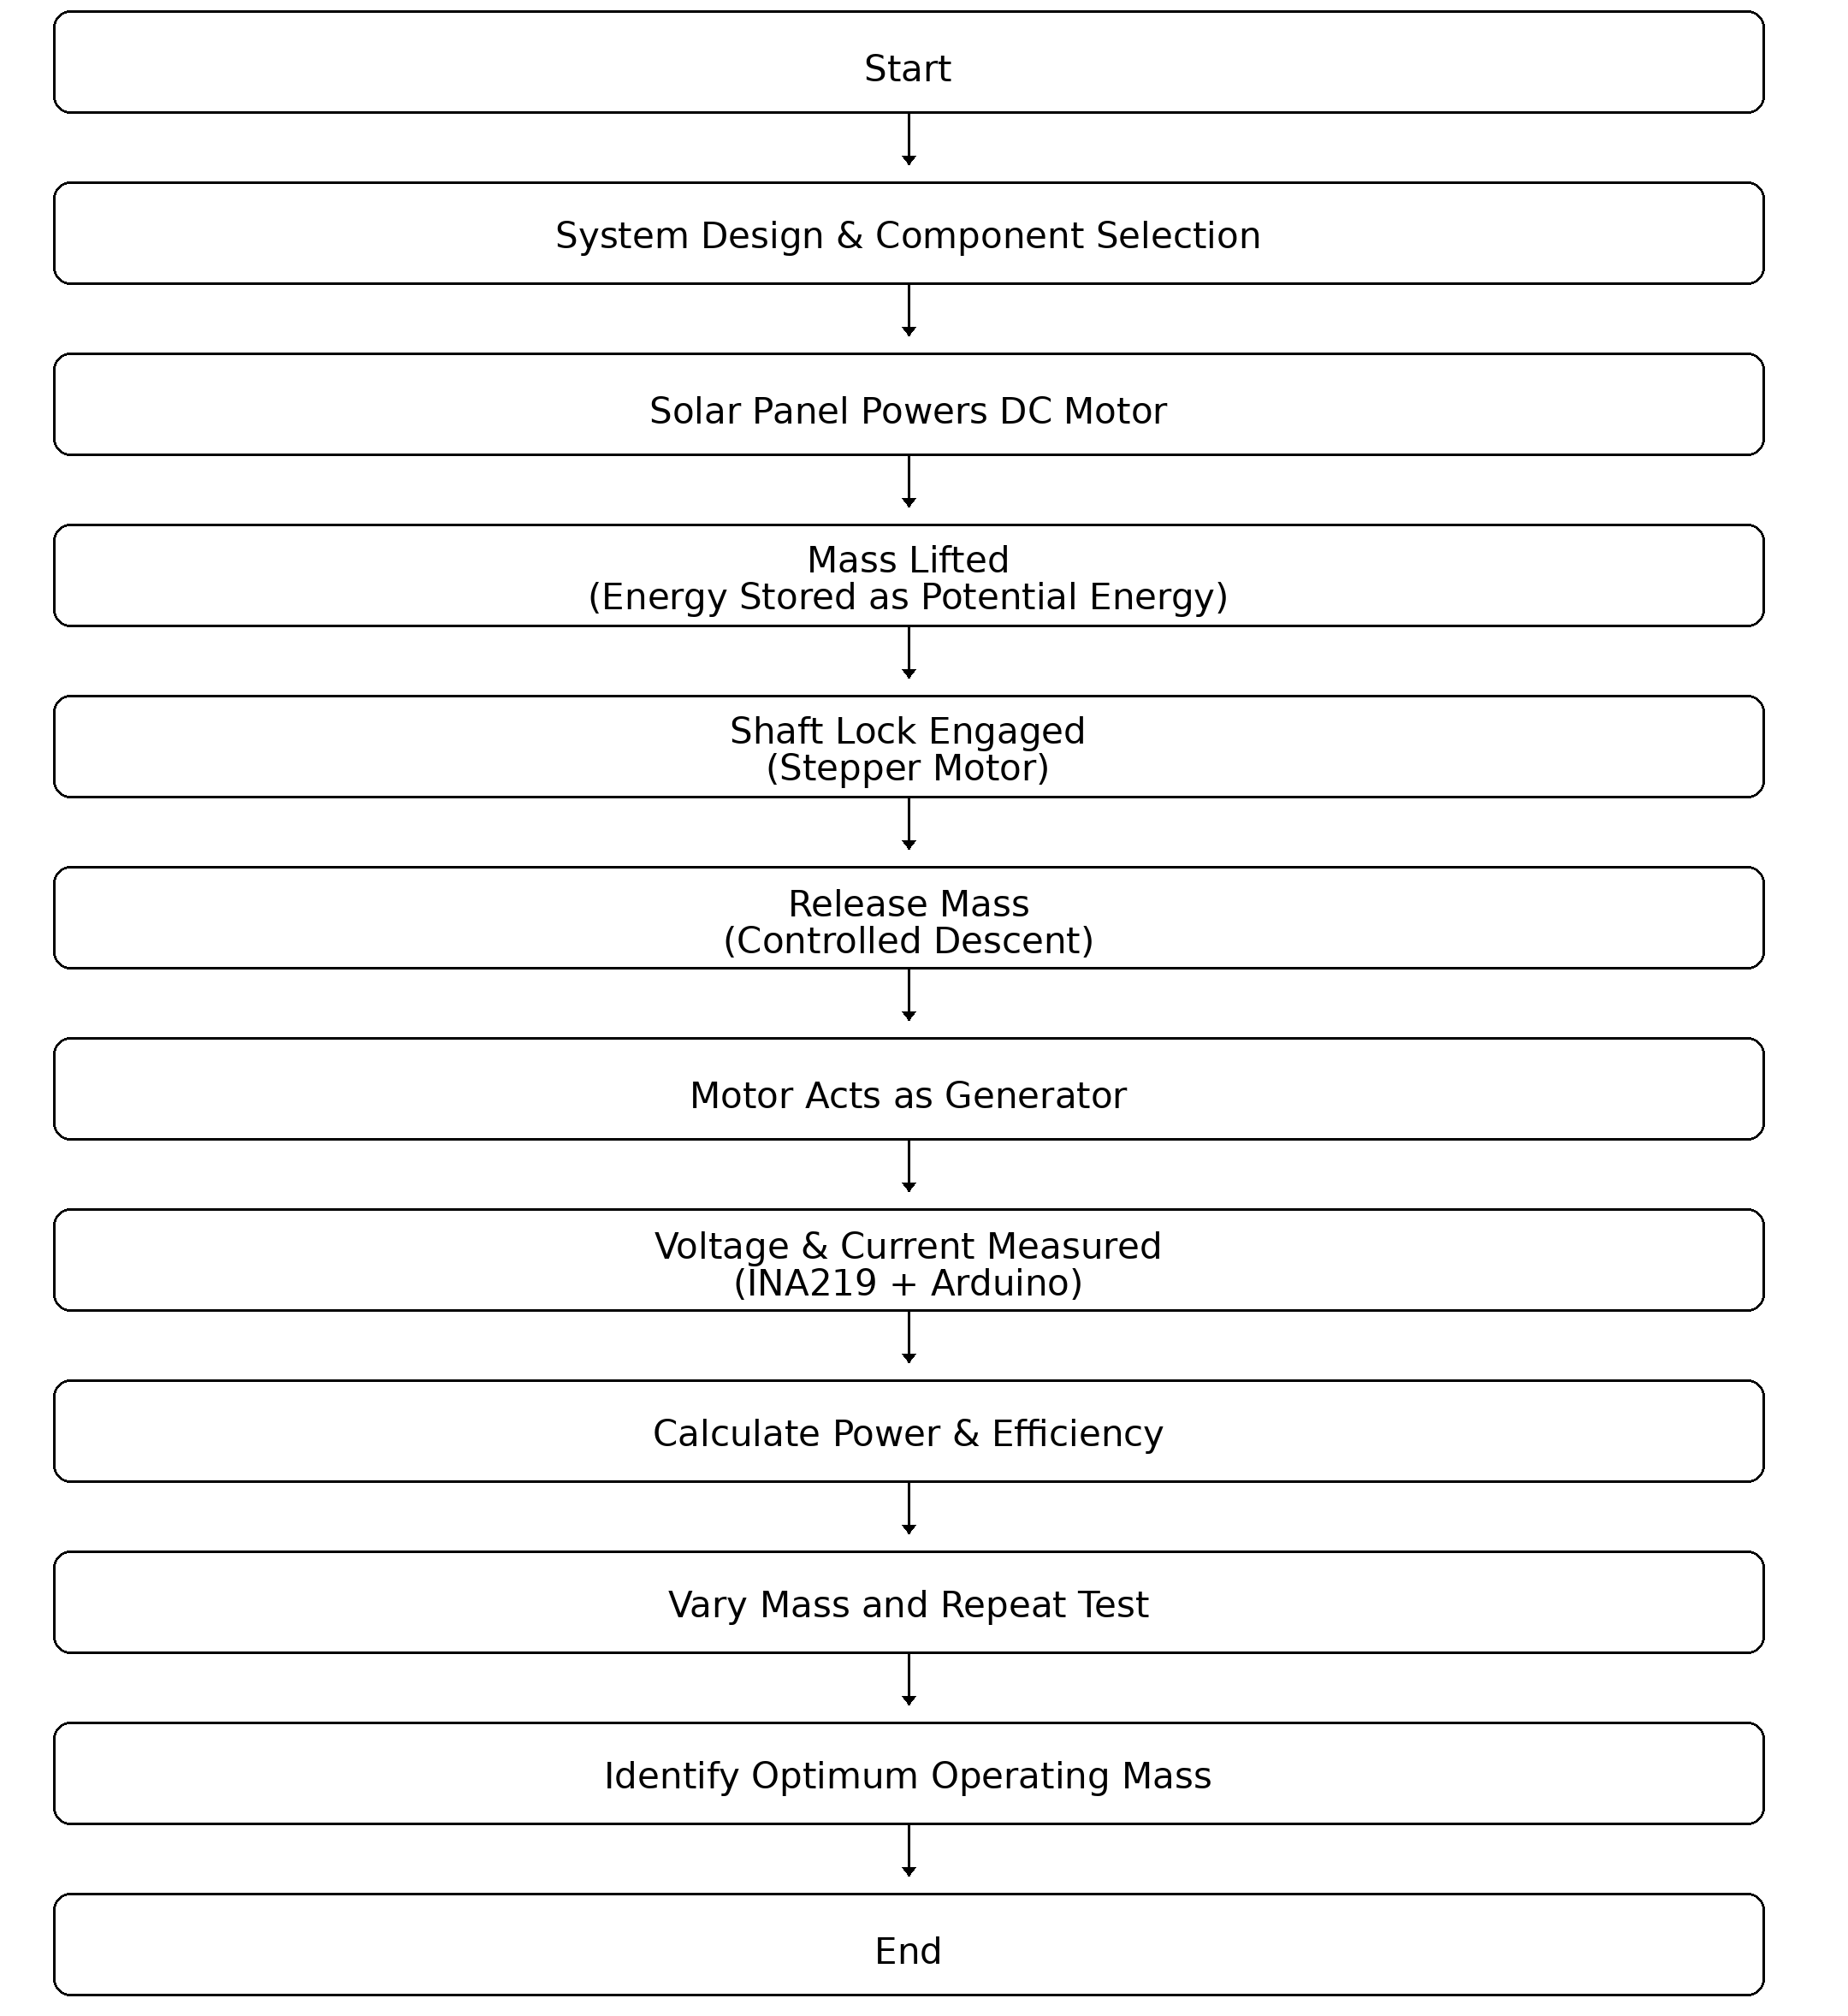 Start
System Design & Component Selection
Solar Panel Powers DC Motor
Mass Lifted
(Energy Stored as Potential Energy)
Shaft Lock Engaged
(Stepper Motor)
Release Mass
(Controlled Descent)
Motor Acts as Generator
Voltage & Current Measured
(INA219 + Arduino)
Calculate Power & Efficiency
Vary Mass and Repeat Test
Identify Optimum Operating Mass
End